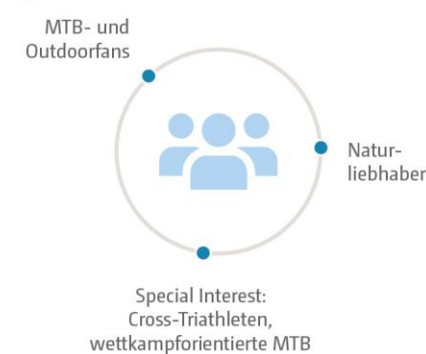 MTB- und
Outdoorfans
Natur-
liebhaber
Special Interest:
Cross-Triathleten,
wettkampforientierte MTB